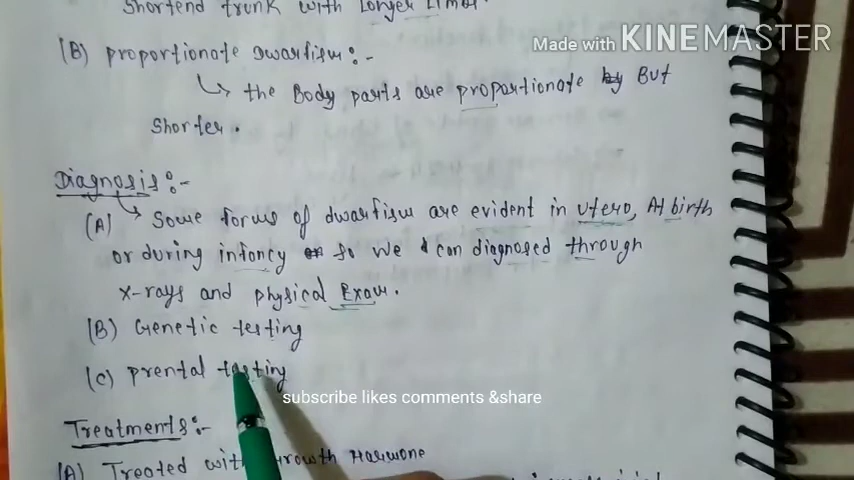 Shortend trunk with Longer Limbs.
Made with KINEMASTER
(B) proportionate dwarfism:-
↳ the Body parts are proportionate by But
Shorter.
Diagnosis:-
(A) Some forms of dwarfism are evident in utero, At birth
or during infancy so we can diagnosed through
X-rays and physical Exam.
(B) Genetic testing
(C) prental testing
subscribe likes comments &share
Treatments:-
(A) Treated with Growth Harmone